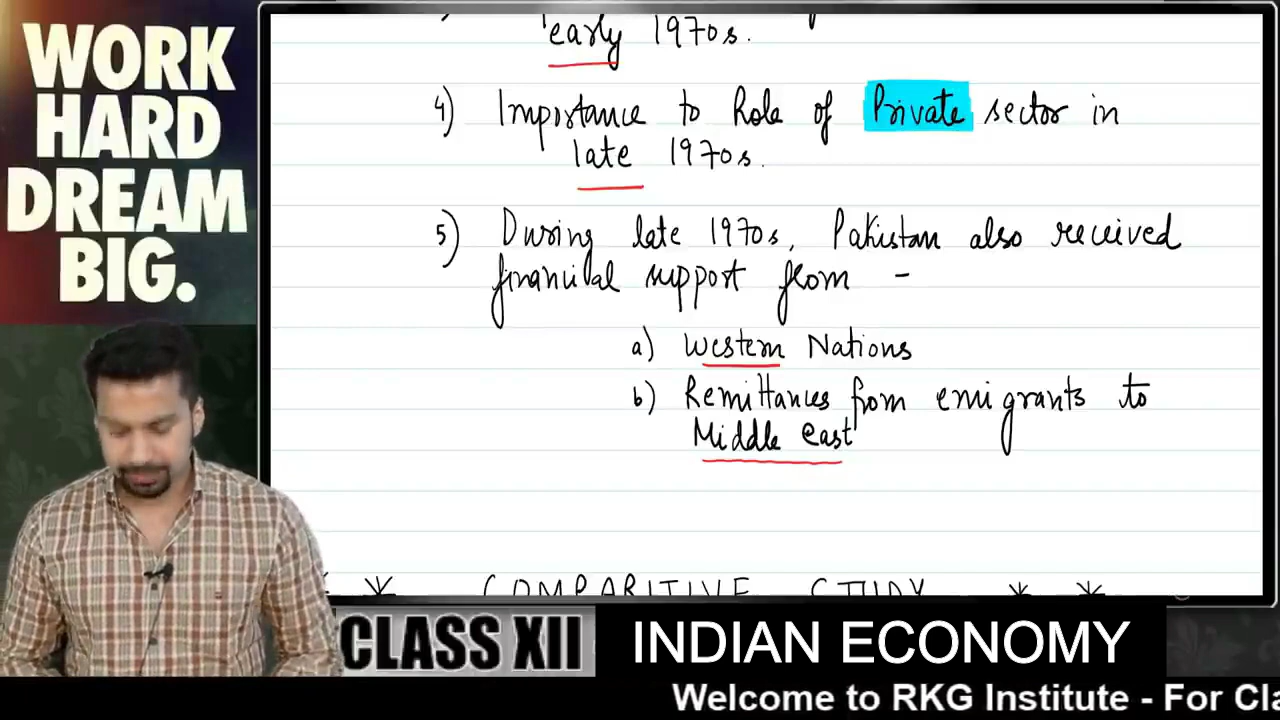 WORK
HARD
DREAM
BIG.
early 1970s.
4) Importance to Role of Private sector in
late 1970s.
5) During late 1970s, Pakistan also received
financial support from -
a) Western Nations
b) Remittances from emigrants to
Middle East
* COMPARITIVE STUDY * *
CLASS XII
INDIAN ECONOMY
Welcome to RKG Institute - For Cla